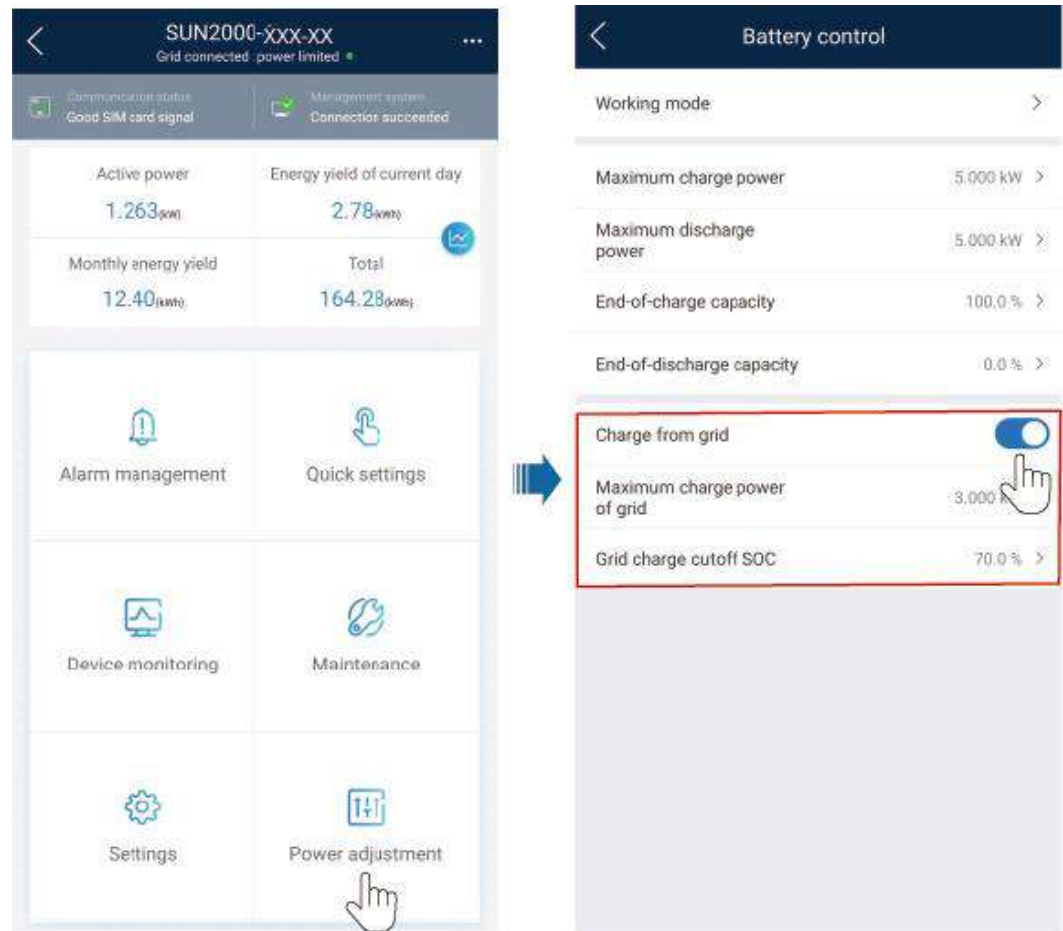 SUN2000-XXX-XX
Grid connected power limited
Communication status
Good SIM card signal
Management system
Connection succeeded
Active power
1.263(kW)
Energy yield of current day
2.78(kWh)
Monthly energy yield
12.40(kWh)
Total
164.28(kWh)
Alarm management
Quick settings
Device monitoring
Maintenance
Settings
Power adjustment
Battery control
Working mode
Maximum charge power
5.000 kW
Maximum discharge
power
5.000 kW
End-of-charge capacity
100.0 %
End-of-discharge capacity
0.0 %
Charge from grid
Maximum charge power
of grid
3.000
Grid charge cutoff SOC
70.0 %